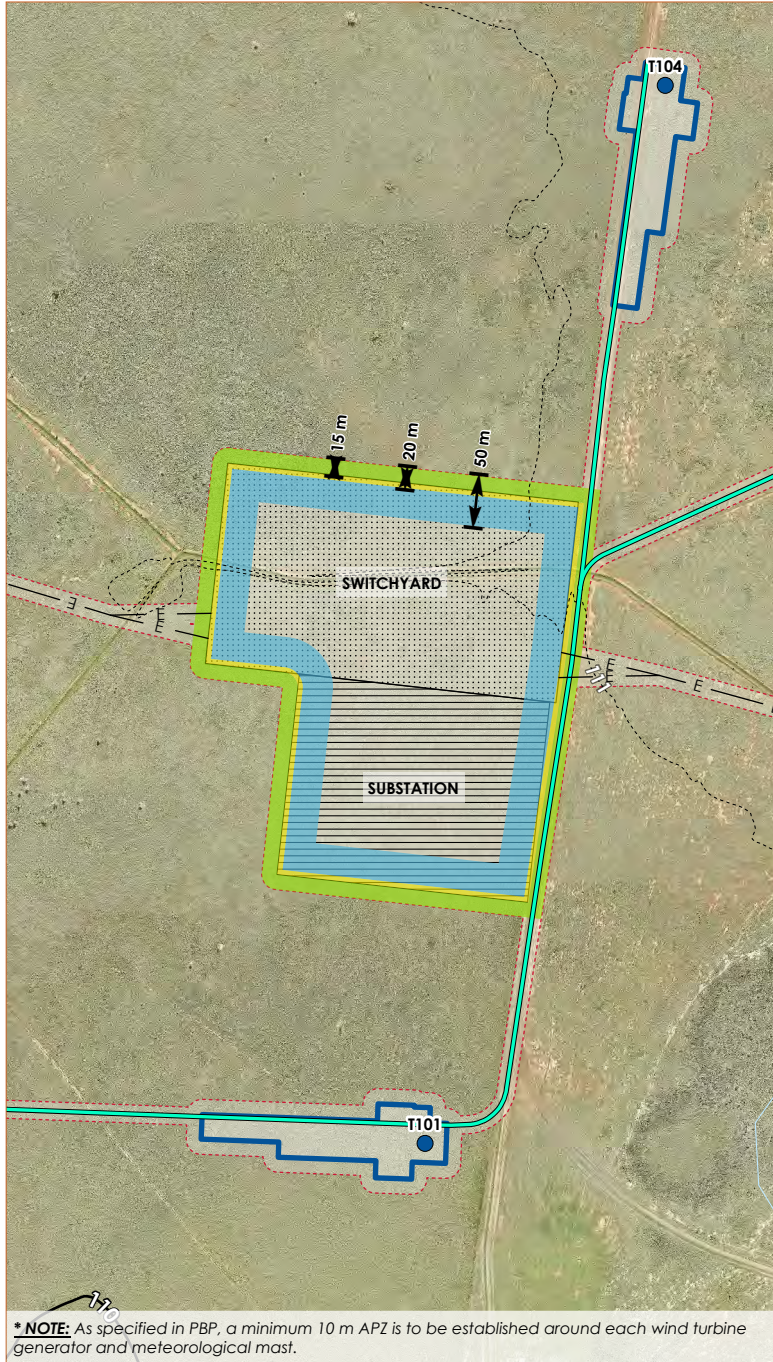 T104
15 m
20 m
50 m
SWITCHYARD
E
E
E
E
E
E
E
111
SUBSTATION
T101
110
* NOTE: As specified in PBP, a minimum 10 m APZ is to be established around each wind turbine
generator and meteorological mast.